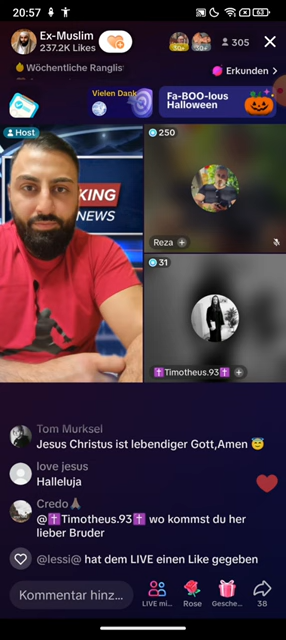 20:57
63
Ex-Muslim
237.2K Likes
30+
30+
305
Wöchentliche Ranglis
Erkunden >
Vielen Dank
Fa-BOO-lous
Halloween
Host
250
KING
NEWS
Reza +
31
✝️Timotheus.93✝️ +
Tom Murksel
Jesus Christus ist lebendiger Gott,Amen 😇
love jesus
Halleluja
Credo🙏🏽
@✝️Timotheus.93✝️ wo kommst du her
lieber Bruder
@lessi@ hat dem LIVE einen Like gegeben
Kommentar hinz...
LIVE mi...
Rose
Gesche...
38